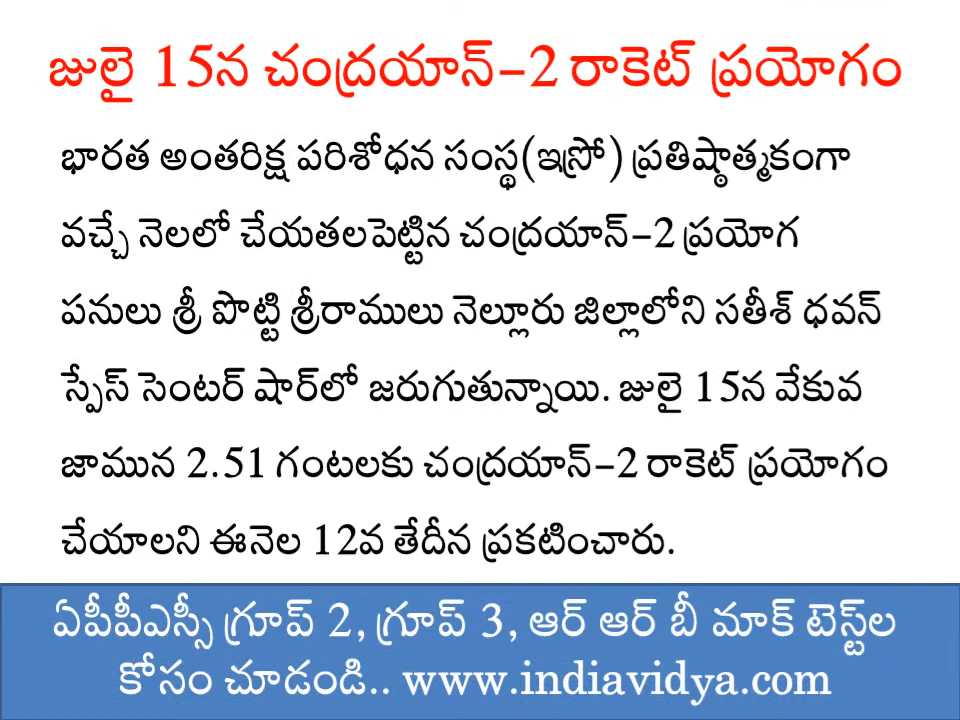 జులై 15న చంద్రయాన్-2 రాకెట్ ప్రయోగం
భారత అంతరిక్ష పరిశోధన సంస్థ(ఇస్రో) ప్రతిష్ఠాత్మకంగా
వచ్చే నెలలో చేయతలపెట్టిన చంద్రయాన్-2 ప్రయోగ
పనులు శ్రీ పొట్టి శ్రీరాములు నెల్లూరు జిల్లాలోని సతీశ్ ధవన్
స్పేస్ సెంటర్ షార్‌లో జరుగుతున్నాయి. జులై 15న వేకువ
జామున 2.51 గంటలకు చంద్రయాన్-2 రాకెట్ ప్రయోగం
చేయాలని ఈనెల 12వ తేదీన ప్రకటించారు.
ఏపీపీఎస్సీ గ్రూప్ 2, గ్రూప్ 3, ఆర్ ఆర్ బీ మాక్ టెస్ట్‌ల
కోసం చూడండి.. www.indiavidya.com